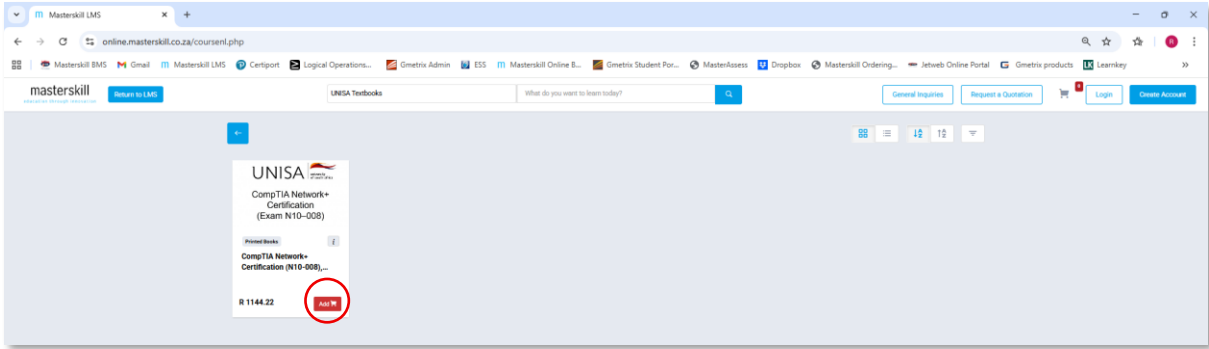 Masterskill LMS
online.masterskill.co.za/coursenl.php
Masterskill BMS Gmail Masterskill LMS Certiport Logical Operations... Gmetrix Admin ESS Masterskill Online B... Gmetrix Student Por... MasterAssess Dropbox Masterskill Ordering... Jetweb Online Portal Gmetrix products Learnkey
masterskill
education through innovation
Return to LMS
UNISA Textbooks
What do you want to learn today?
General Inquiries
Request a Quotation
Login
Create Account
UNISA
CompTIA Network+
Certification
(Exam N10–008)
Printed Books
i
CompTIA Network+
Certification (N10-008),...
R 1144.22
Add